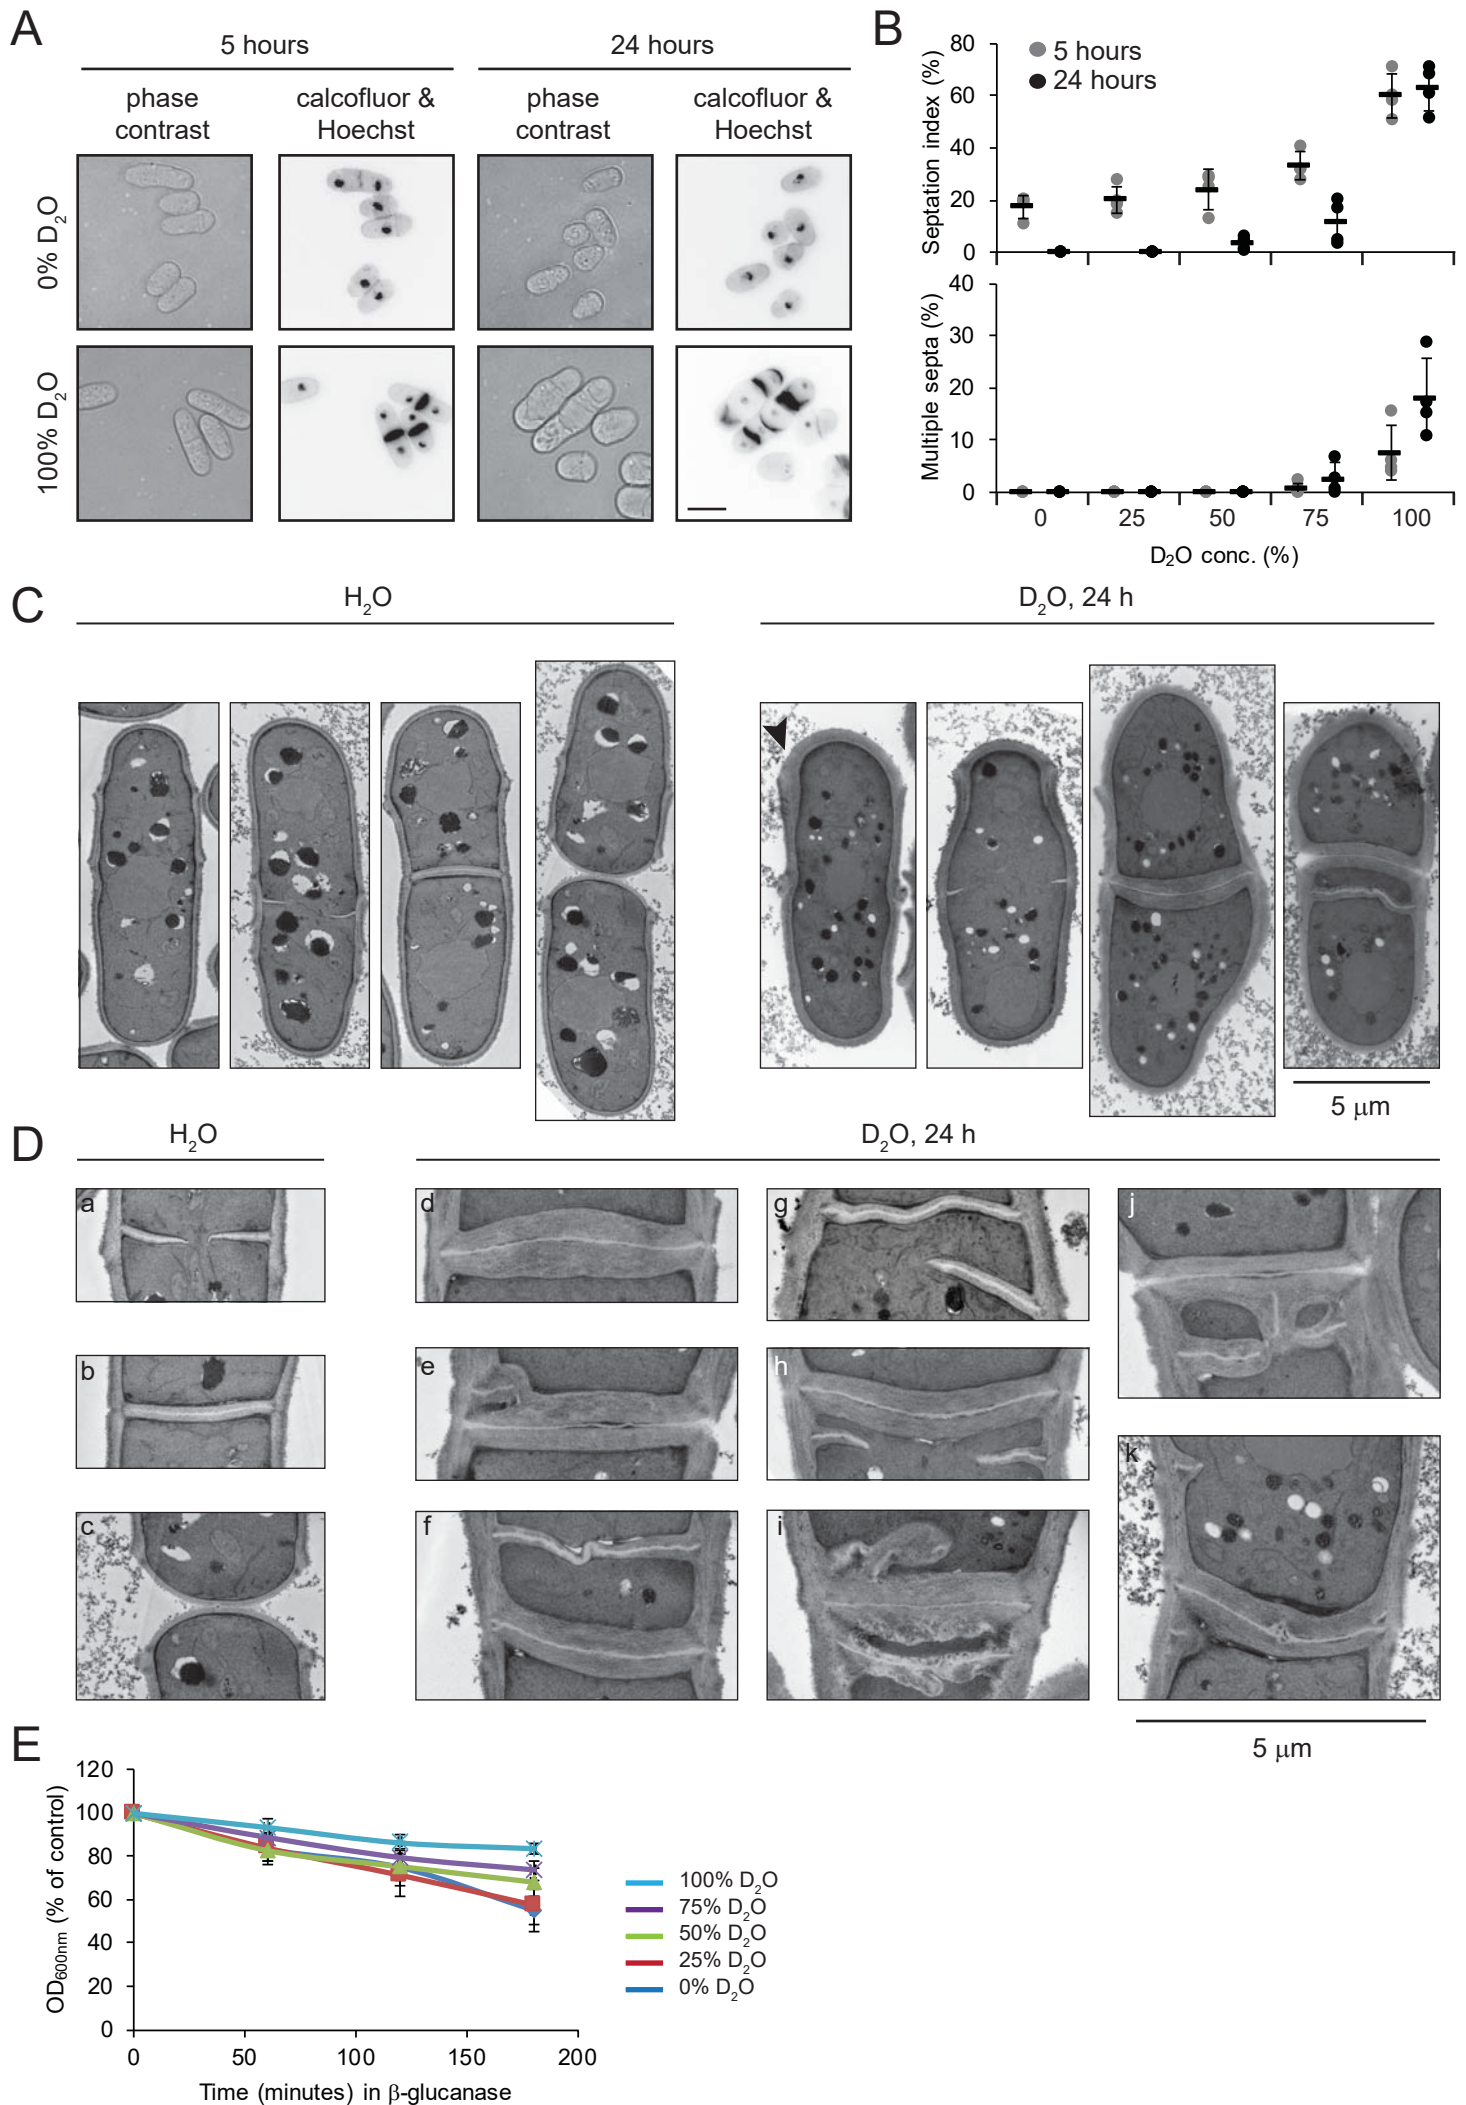 A
5 hours
24 hours
phase contrast
calcofluor & Hoechst
phase contrast
calcofluor & Hoechst
0% D2O
100% D2O
B
80
60
40
20
0
Septation index (%)
5 hours
24 hours
40
30
20
10
0
Multiple septa (%)
0 25 50 75 100
D2O conc. (%)
C
H2O
D2O, 24 h
5 μm
D
H2O
D2O, 24 h
a
b
c
d
e
f
g
h
i
j
k
5 μm
E
120
100
80
60
40
20
0
OD600nm (% of control)
0 50 100 150 200
Time (minutes) in β-glucanase
100% D2O
75% D2O
50% D2O
25% D2O
0% D2O